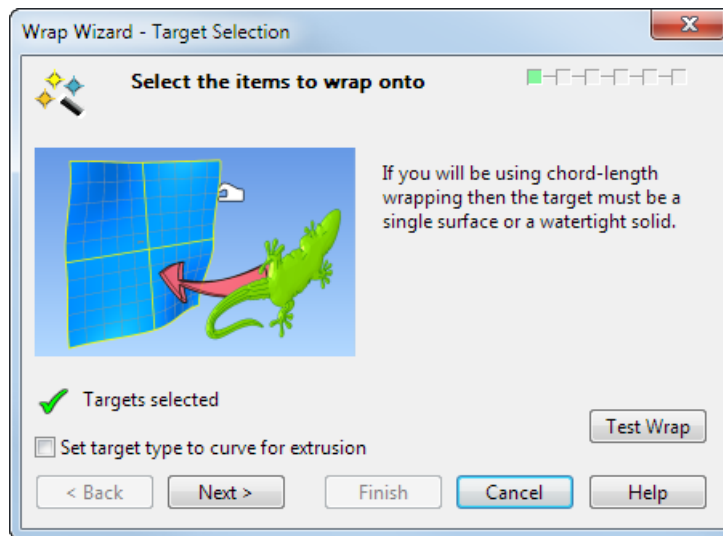 Wrap Wizard - Target Selection
Select the items to wrap onto
If you will be using chord-length
wrapping then the target must be a
single surface or a watertight solid.
Targets selected
Test Wrap
Set target type to curve for extrusion
< Back
Next >
Finish
Cancel
Help